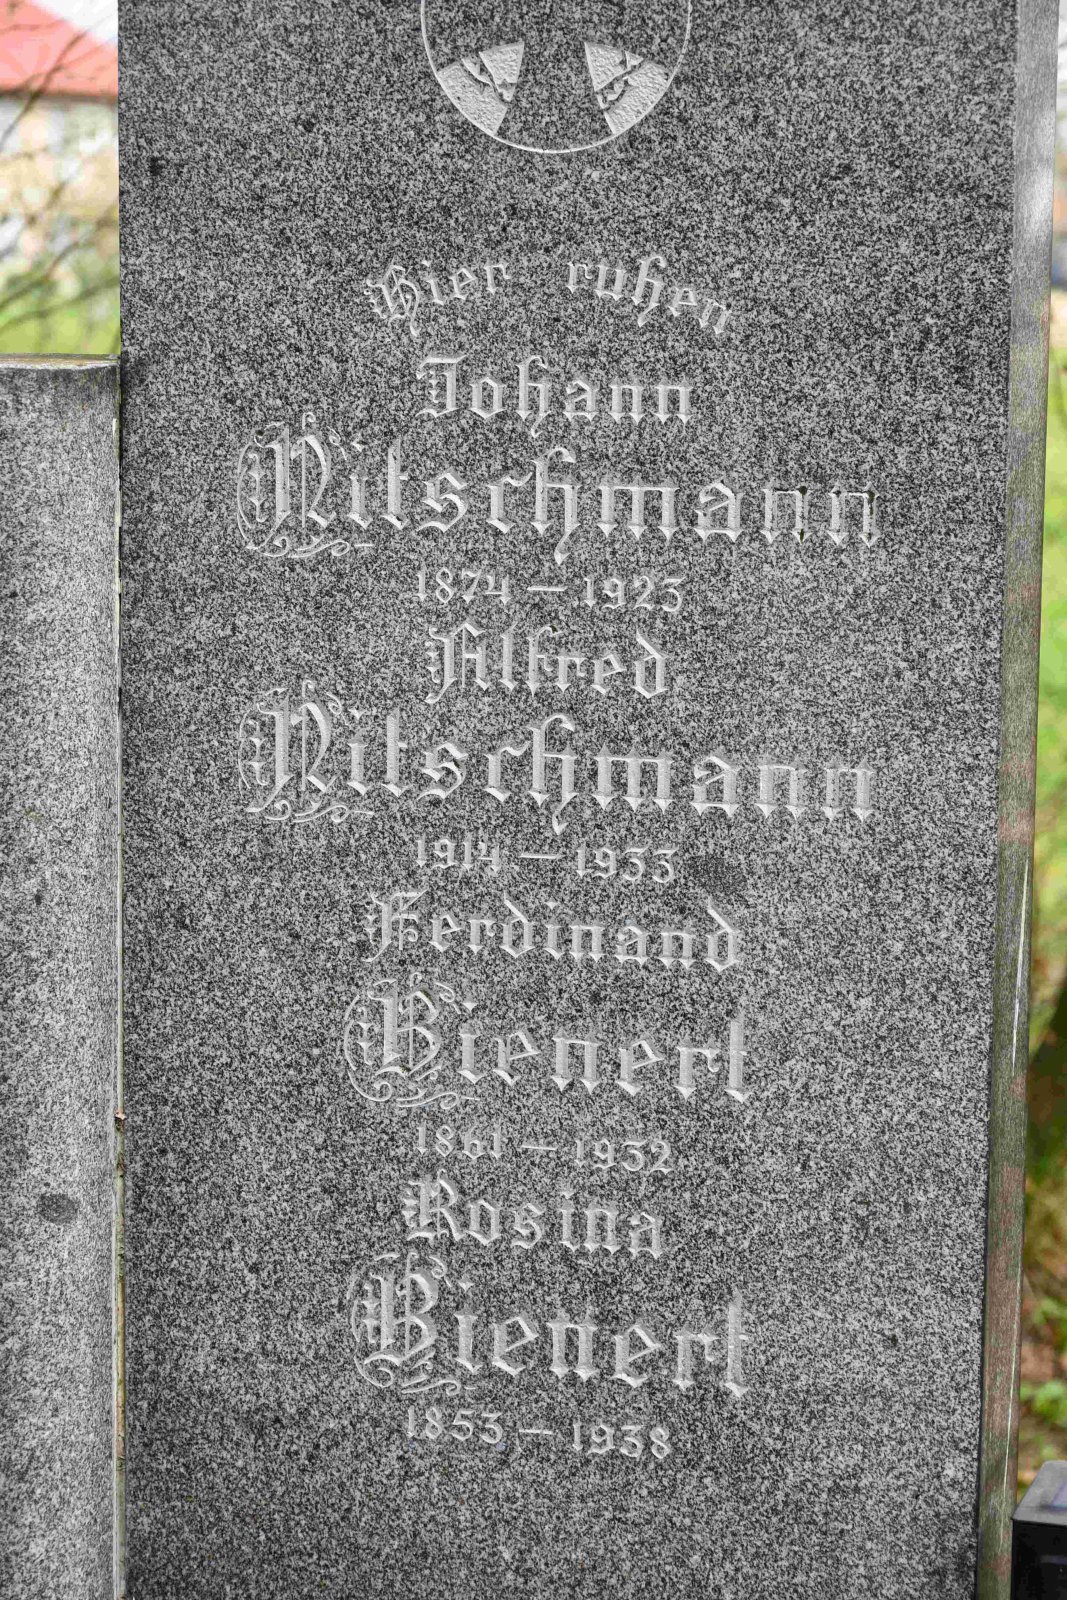 Hier ruhen
Johann
Nitschmann
1874 – 1923
Alfred
Nitschmann
1914 – 1933
Ferdinand
Bienert
1861 – 1932
Rosina
Bienert
1853 – 1938